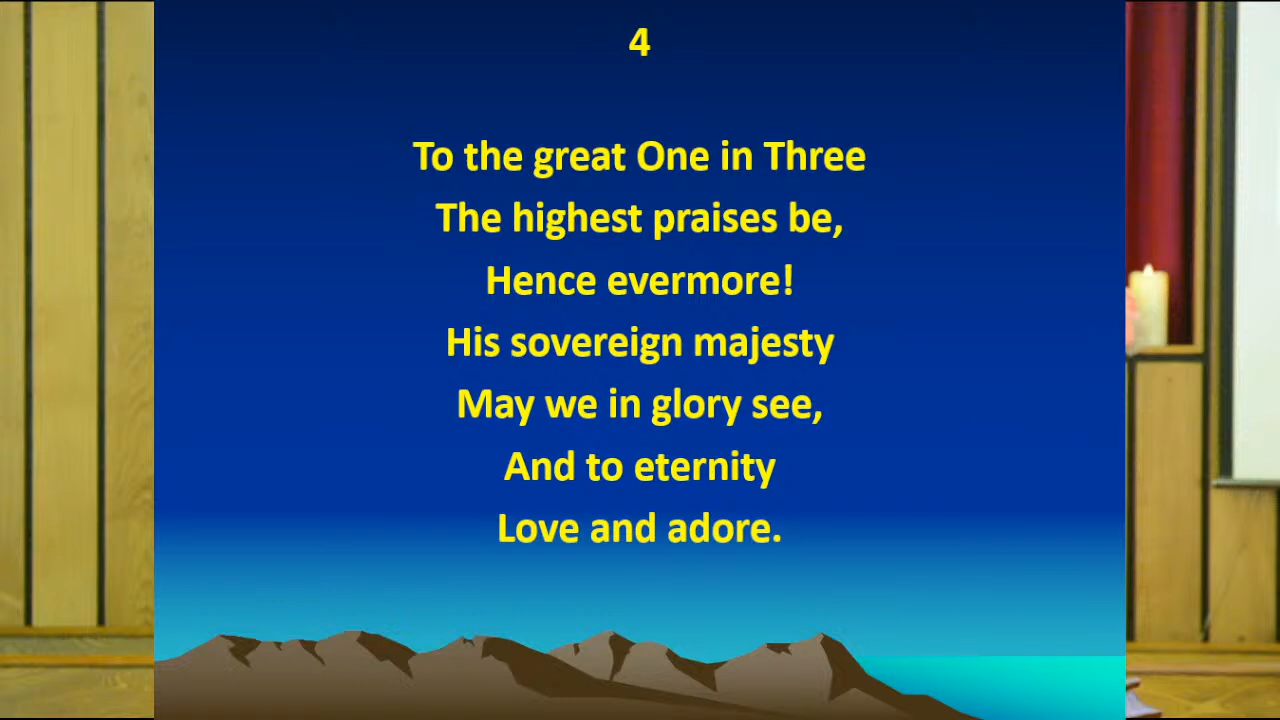 4
To the great One in Three
The highest praises be,
Hence evermore!
His sovereign majesty
May we in glory see,
And to eternity
Love and adore.